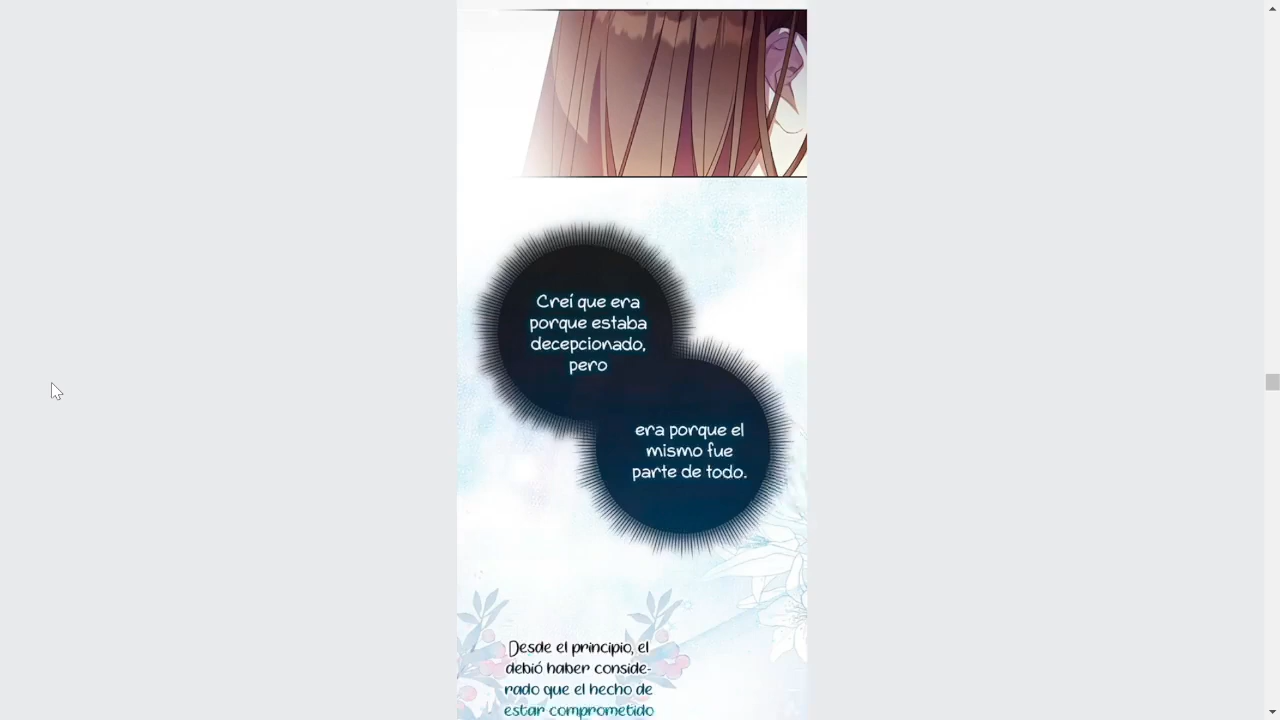 Creí que era
porque estaba
decepcionado,
pero
era porque el
mismo fue
parte de todo.
Desde el principio, el
debió haber conside-
rado que el hecho de
estar comprometido